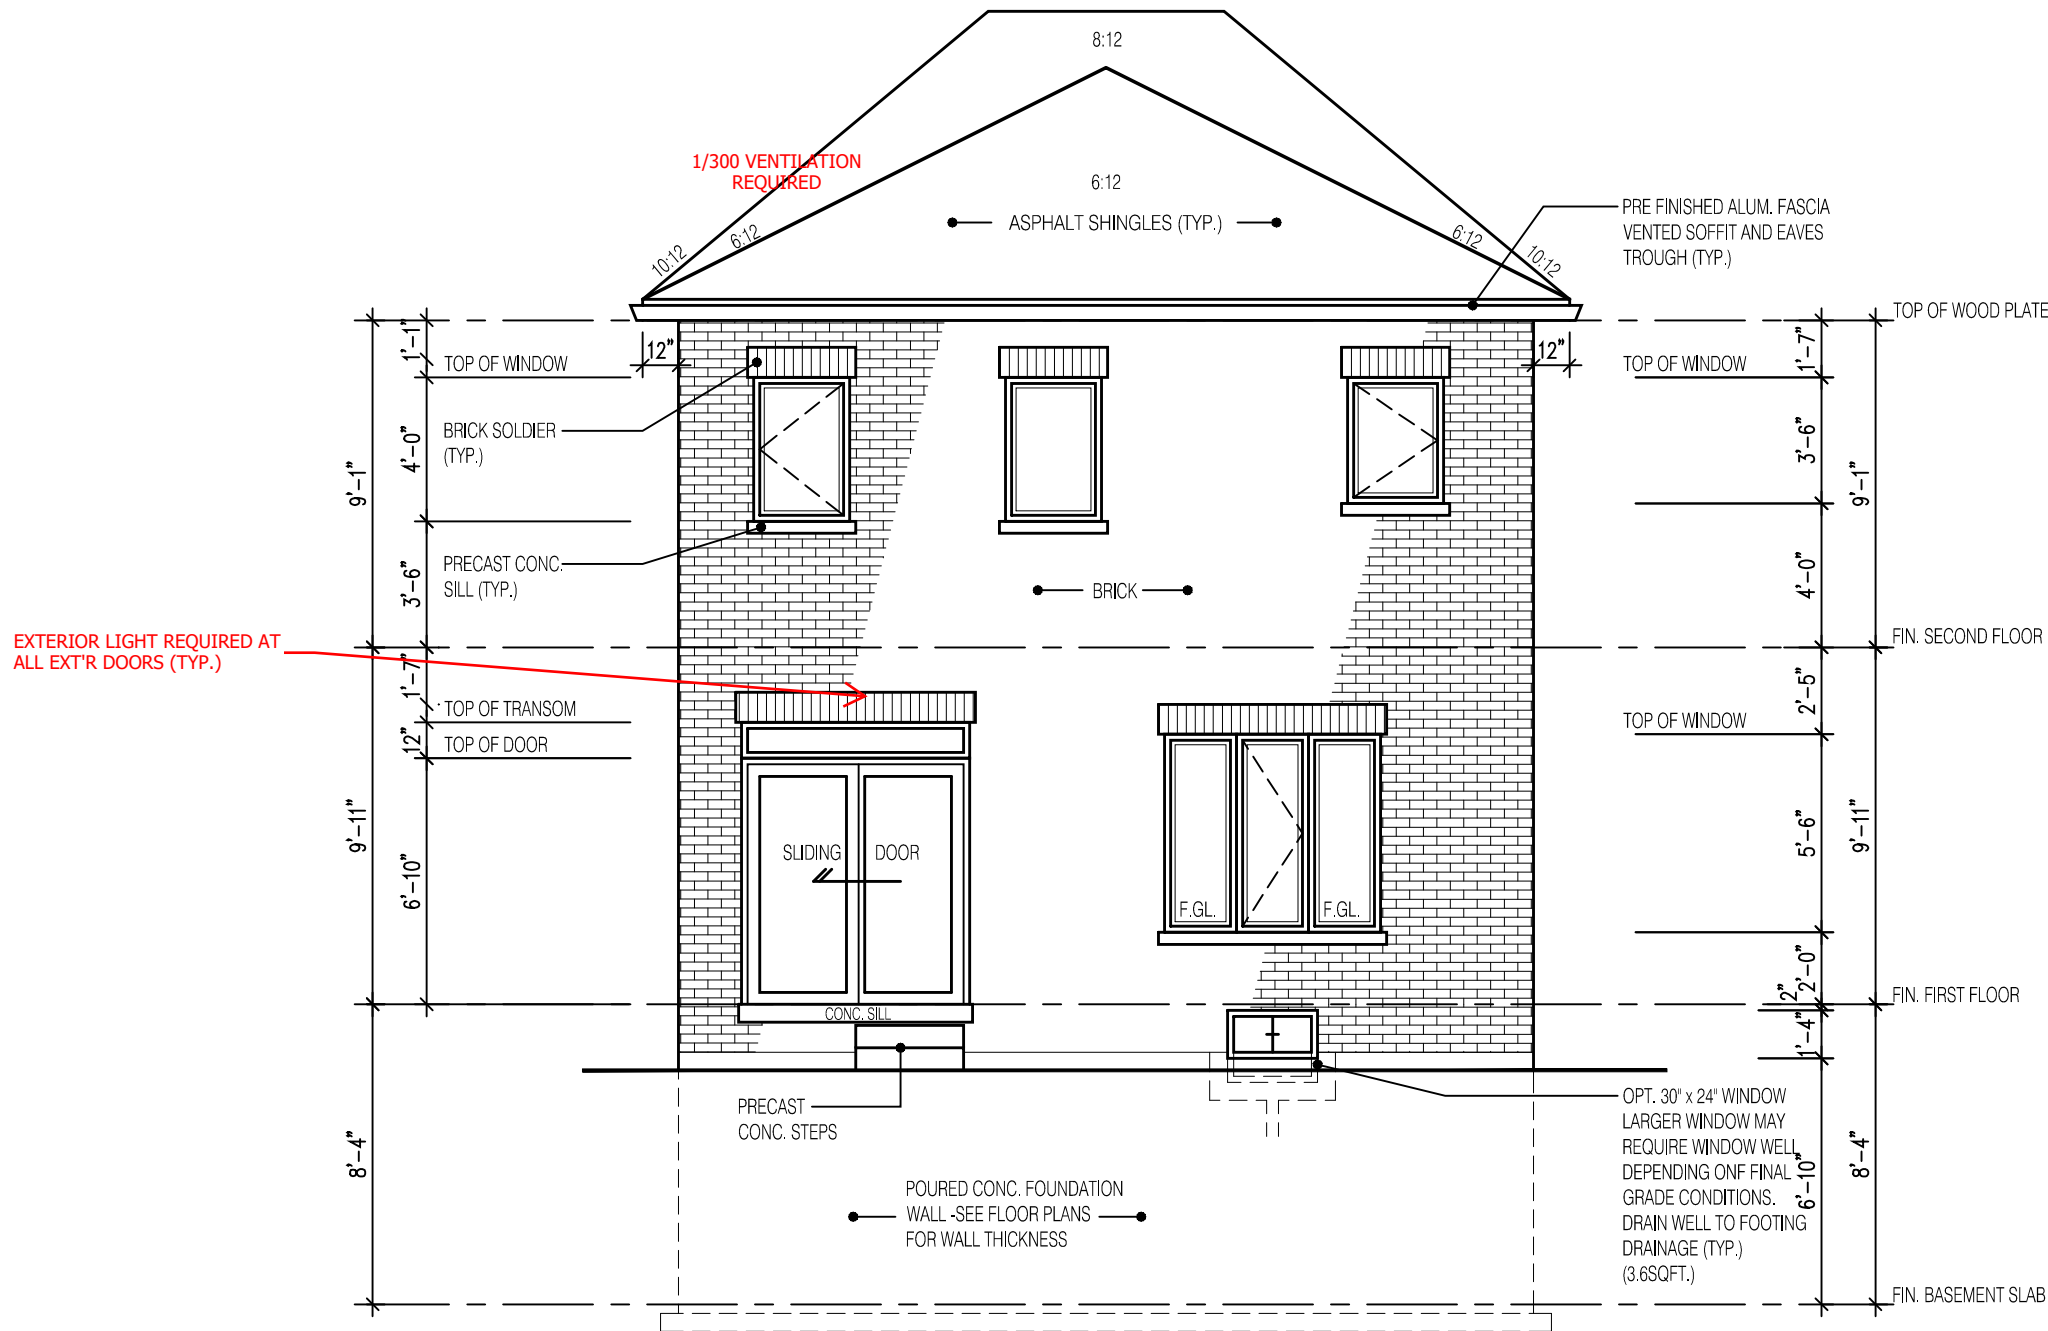 8:12
1/300 VENTILATION
REQUIRED
6:12
ASPHALT SHINGLES (TYP.)
10:12
6:12
6:12
10:12
PRE FINISHED ALUM. FASCIA
VENTED SOFFIT AND EAVES
TROUGH (TYP.)
TOP OF WOOD PLATE
1'-1"
TOP OF WINDOW
12"
12"
TOP OF WINDOW
1'-7"
BRICK SOLDIER
(TYP.)
4'-0"
9'-1"
3'-6"
9'-1"
PRECAST CONC.
SILL (TYP.)
3'-6"
BRICK
4'-0"
EXTERIOR LIGHT REQUIRED AT
ALL EXT'R DOORS (TYP.)
FIN. SECOND FLOOR
1'-7"
TOP OF TRANSOM
12"
TOP OF DOOR
2'-5"
TOP OF WINDOW
9'-11"
6'-10"
SLIDING DOOR
5'-6"
9'-11"
F.GL.
F.GL.
2'-0"
2"
FIN. FIRST FLOOR
CONC. SILL
1'-4"
PRECAST
CONC. STEPS
OPT. 30" x 24" WINDOW
LARGER WINDOW MAY
REQUIRE WINDOW WELL
DEPENDING ONF FINAL
GRADE CONDITIONS.
DRAIN WELL TO FOOTING
DRAINAGE (TYP.)
(3.6SQFT.)
8'-4"
6'-10"
8'-4"
POURED CONC. FOUNDATION
WALL -SEE FLOOR PLANS
FOR WALL THICKNESS
FIN. BASEMENT SLAB